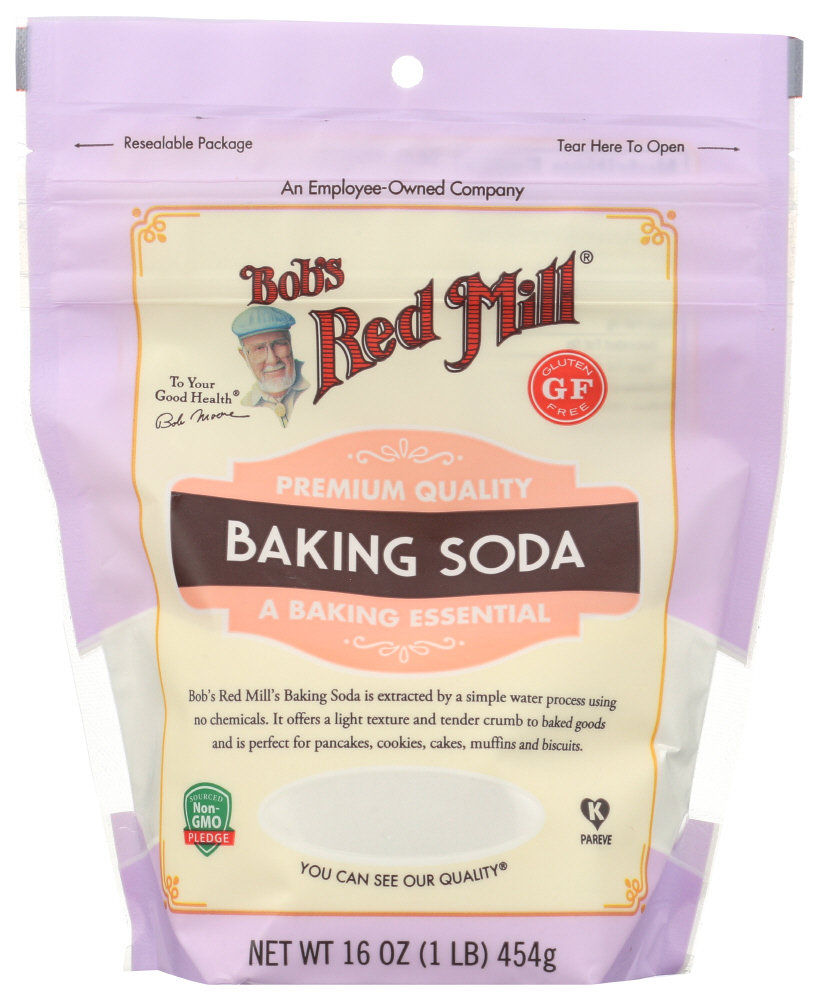 Resealable Package
Tear Here To Open
An Employee-Owned Company
Bob's
Red Mill®
To Your
Good Health®
Bob Moore
GLUTEN
GF
FREE
PREMIUM QUALITY
BAKING SODA
A BAKING ESSENTIAL
Bob's Red Mill's Baking Soda is extracted by a simple water process using
no chemicals. It offers a light texture and tender crumb to baked goods
and is perfect for pancakes, cookies, cakes, muffins and biscuits.
SOURCED
Non-
GMO
PLEDGE
K
PAREVE
YOU CAN SEE OUR QUALITY®
NET WT 16 OZ (1 LB) 454g